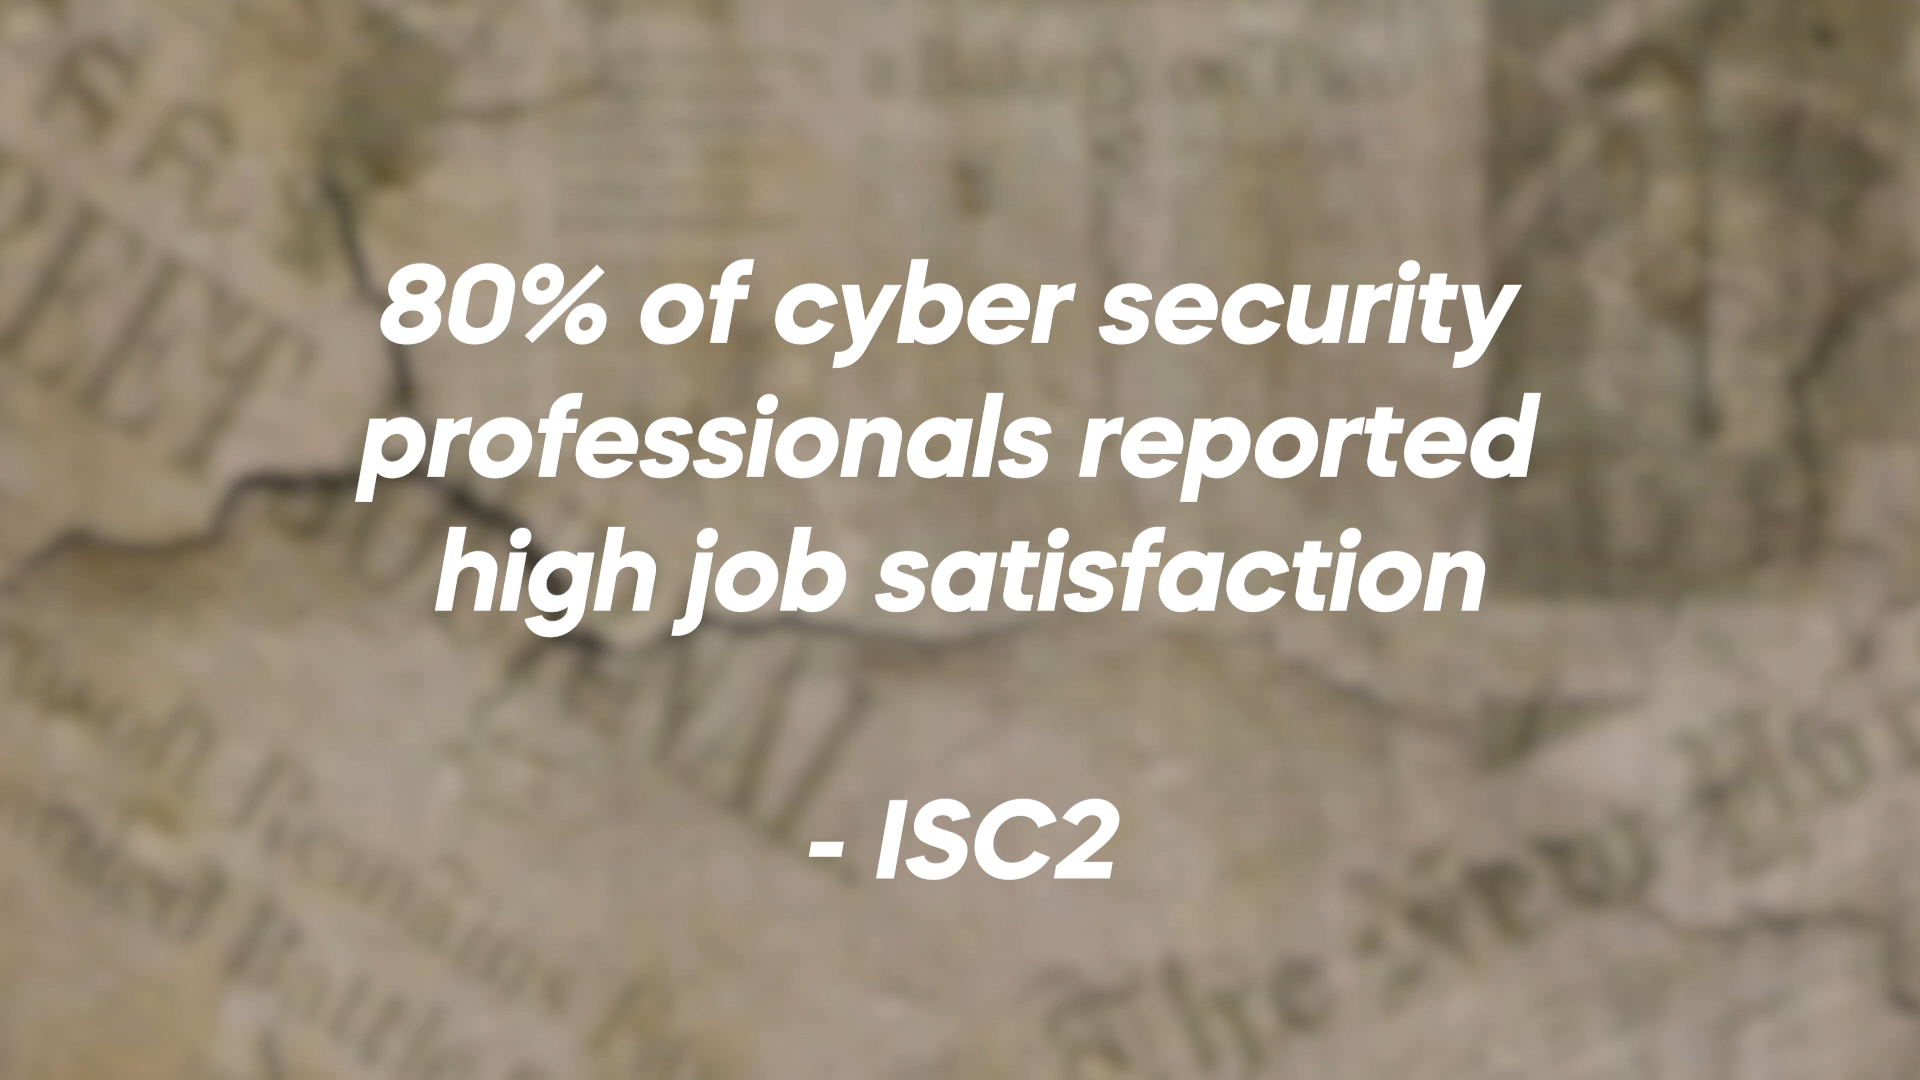 80% of cyber security
professionals reported
high job satisfaction
- ISC2